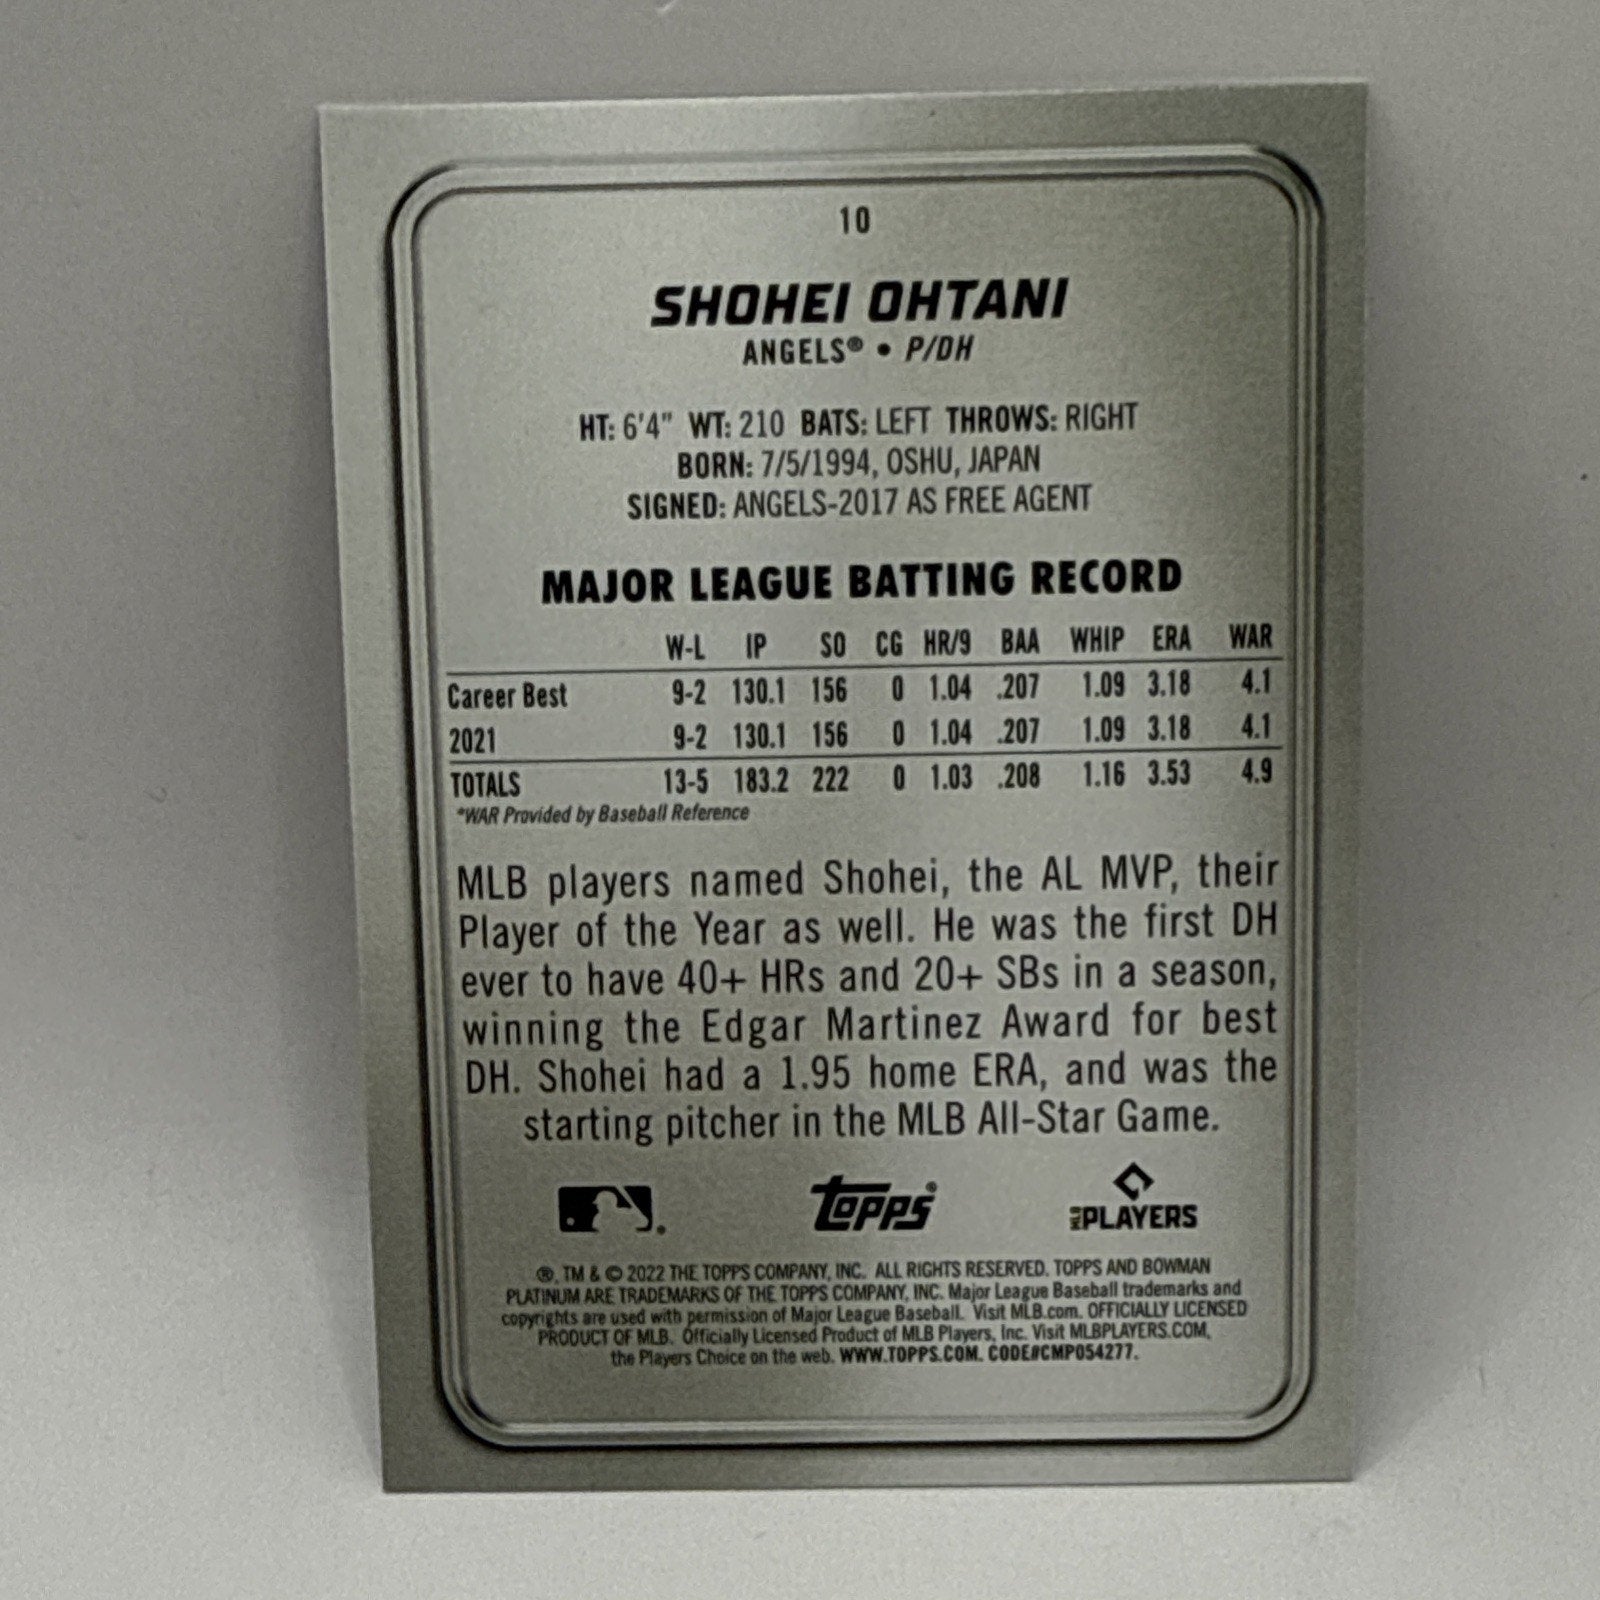 10
SHOHEI OHTANI
ANGELS® • P/DH
HT: 6'4" WT: 210 BATS: LEFT THROWS: RIGHT
BORN: 7/5/1994, OSHU, JAPAN
SIGNED: ANGELS-2017 AS FREE AGENT
MAJOR LEAGUE BATTING RECORD
W-L IP SO CG HR/9 BAA WHIP ERA WAR
Career Best 9-2 130.1 156 0 1.04 .207 1.09 3.18 4.1
2021 9-2 130.1 156 0 1.04 .207 1.09 3.18 4.1
TOTALS 13-5 183.2 222 0 1.03 .208 1.16 3.53 4.9
*WAR Provided by Baseball Reference
MLB players named Shohei, the AL MVP, their
Player of the Year as well. He was the first DH
ever to have 40+ HRs and 20+ SBs in a season,
winning the Edgar Martinez Award for best
DH. Shohei had a 1.95 home ERA, and was the
starting pitcher in the MLB All-Star Game.
topps® MLB PLAYERS
®, TM & © 2022 THE TOPPS COMPANY, INC. ALL RIGHTS RESERVED. TOPPS AND BOWMAN
PLATINUM ARE TRADEMARKS OF THE TOPPS COMPANY, INC. Major League Baseball trademarks and
copyrights are used with permission of Major League Baseball. Visit MLB.com. OFFICIALLY LICENSED
PRODUCT OF MLB. Officially Licensed Product of MLB Players, Inc. Visit MLBPLAYERS.COM,
the Players Choice on the web. WWW.TOPPS.COM. CODE#CMP054277.